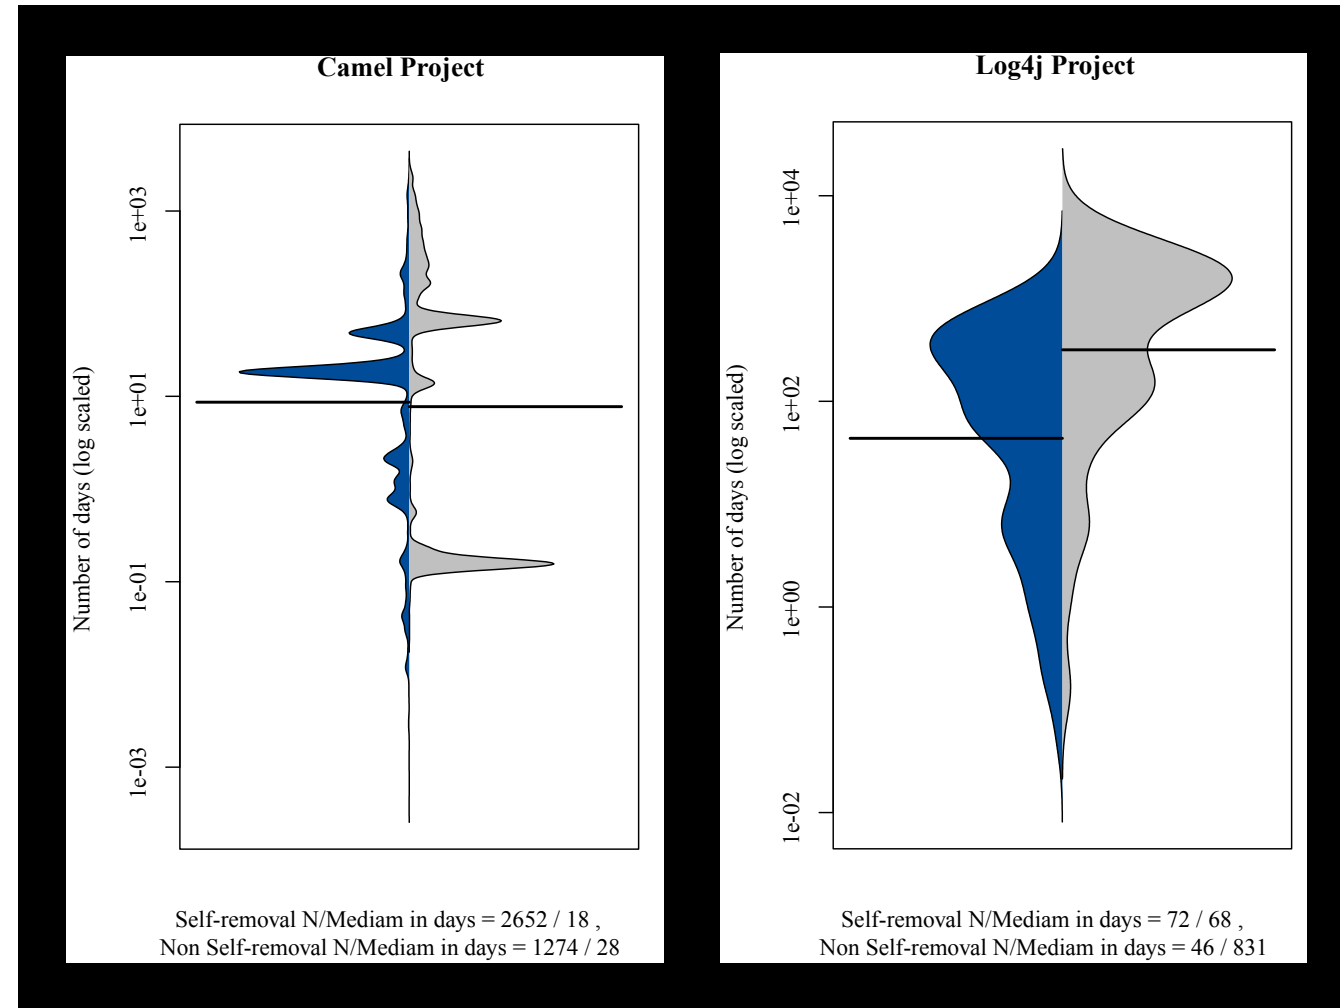 Camel Project
Number of days (log scaled)
1e+03
1e+01
1e-01
1e-03
Self-removal N/Mediam in days = 2652 / 18 ,
Non Self-removal N/Mediam in days = 1274 / 28
Log4j Project
Number of days (log scaled)
1e+04
1e+02
1e+00
1e-02
Self-removal N/Mediam in days = 72 / 68 ,
Non Self-removal N/Mediam in days = 46 / 831